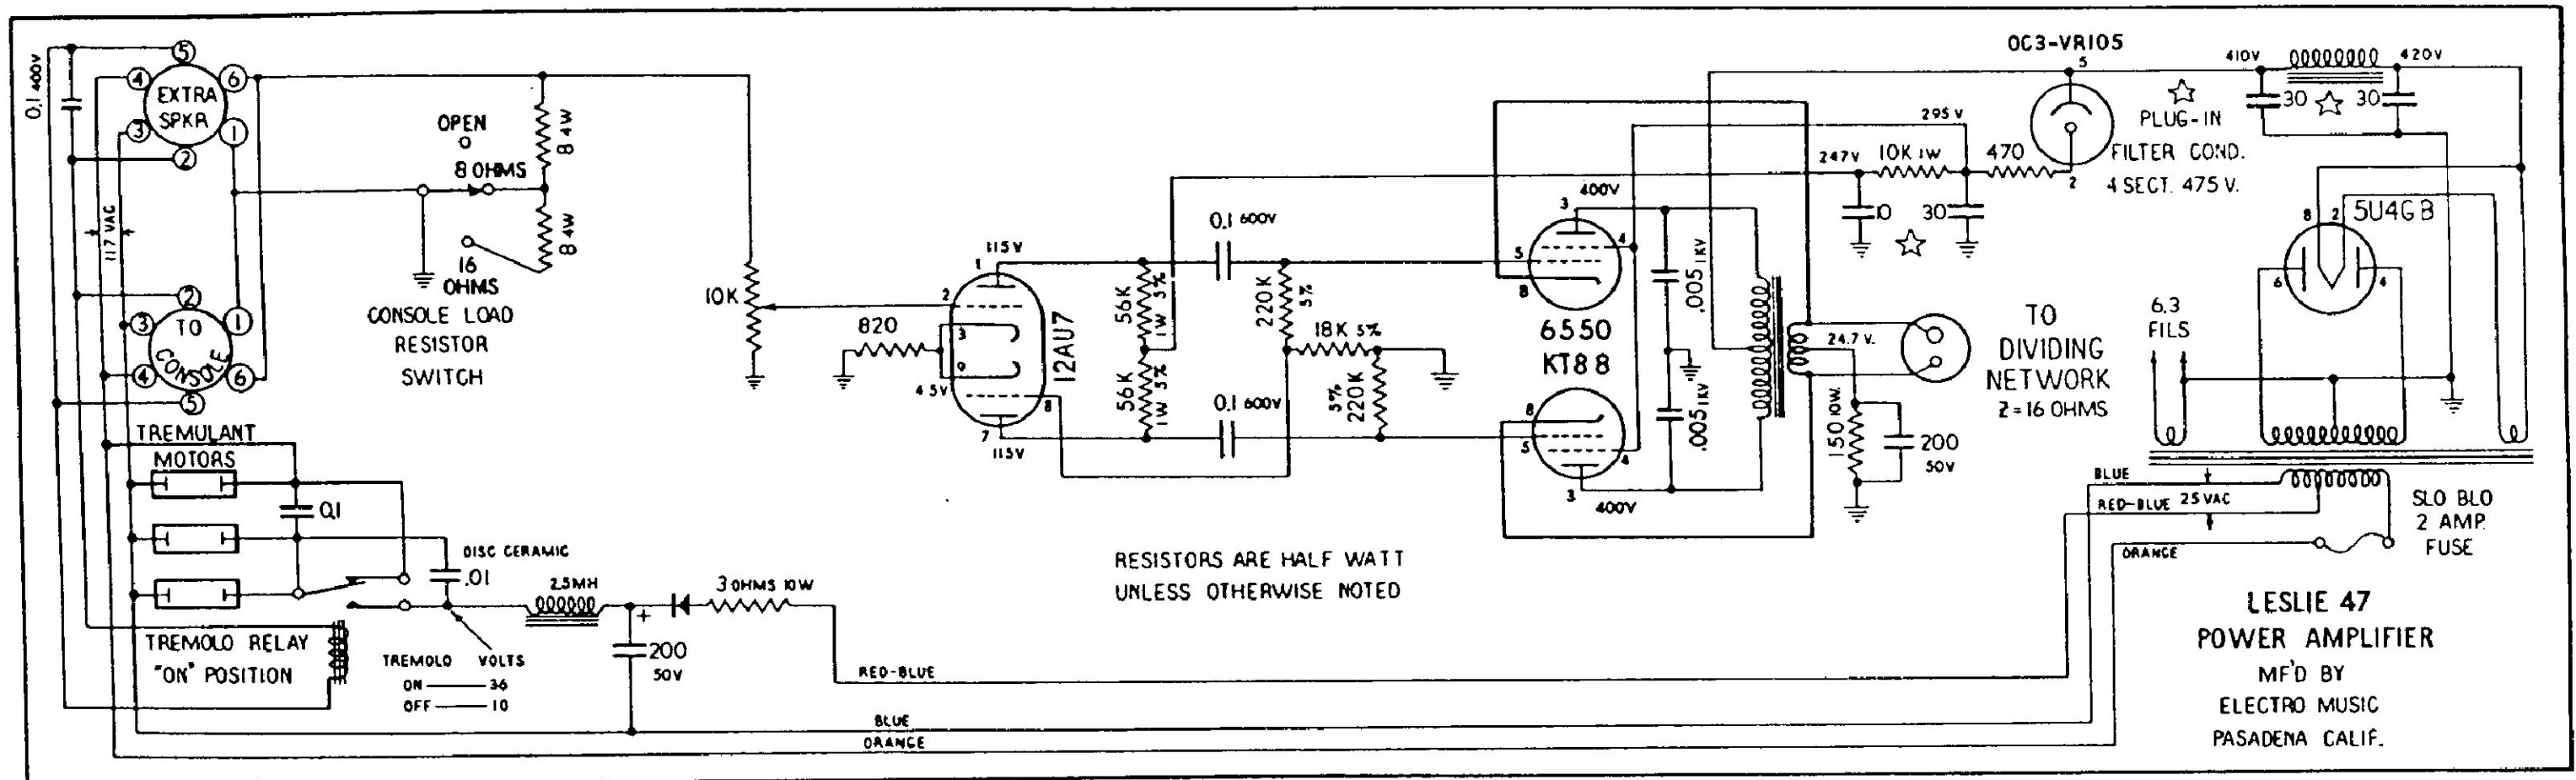 0.1 400V
5
4
6
EXTRA
SPKR
3
1
2
117 VAC
2
3
TO
1
CONSOLE
4
6
5
OPEN
8 OHMS
16
OHMS
8 4W
8 4W
CONSOLE LOAD
RESISTOR
SWITCH
TREMULANT
MOTORS
0.1
DISC CERAMIC
.01
2.5MH
3 OHMS 10W
+
200
50V
TREMOLO RELAY
"ON" POSITION
TREMOLO VOLTS
ON 36
OFF 10
10K
820
115V
1
2
3
9
4.5V
8
7
115V
12AU7
56K
1W 5%
56K
1W 5%
0.1 600V
220K
5%
18K 5%
5%
220K
0.1 600V
400V
3
5
4
8
6550
KT88
8
5
4
3
400V
.005 1KV
.005 1KV
24.7 V.
150 10W.
200
50V
TO
DIVIDING
NETWORK
Z=16 OHMS
295 V
247V
10K 1W
470
10
30
OC3-VR105
5
2
410V
420V
30
30
☆
PLUG-IN
FILTER COND.
4 SECT. 475 V.
8
2
5U4GB
6
4
6.3
FILS
BLUE
RED-BLUE
25 VAC
ORANGE
SLO BLO
2 AMP.
FUSE
RESISTORS ARE HALF WATT
UNLESS OTHERWISE NOTED
RED-BLUE
BLUE
ORANGE
LESLIE 47
POWER AMPLIFIER
MF'D BY
ELECTRO MUSIC
PASADENA CALIF.